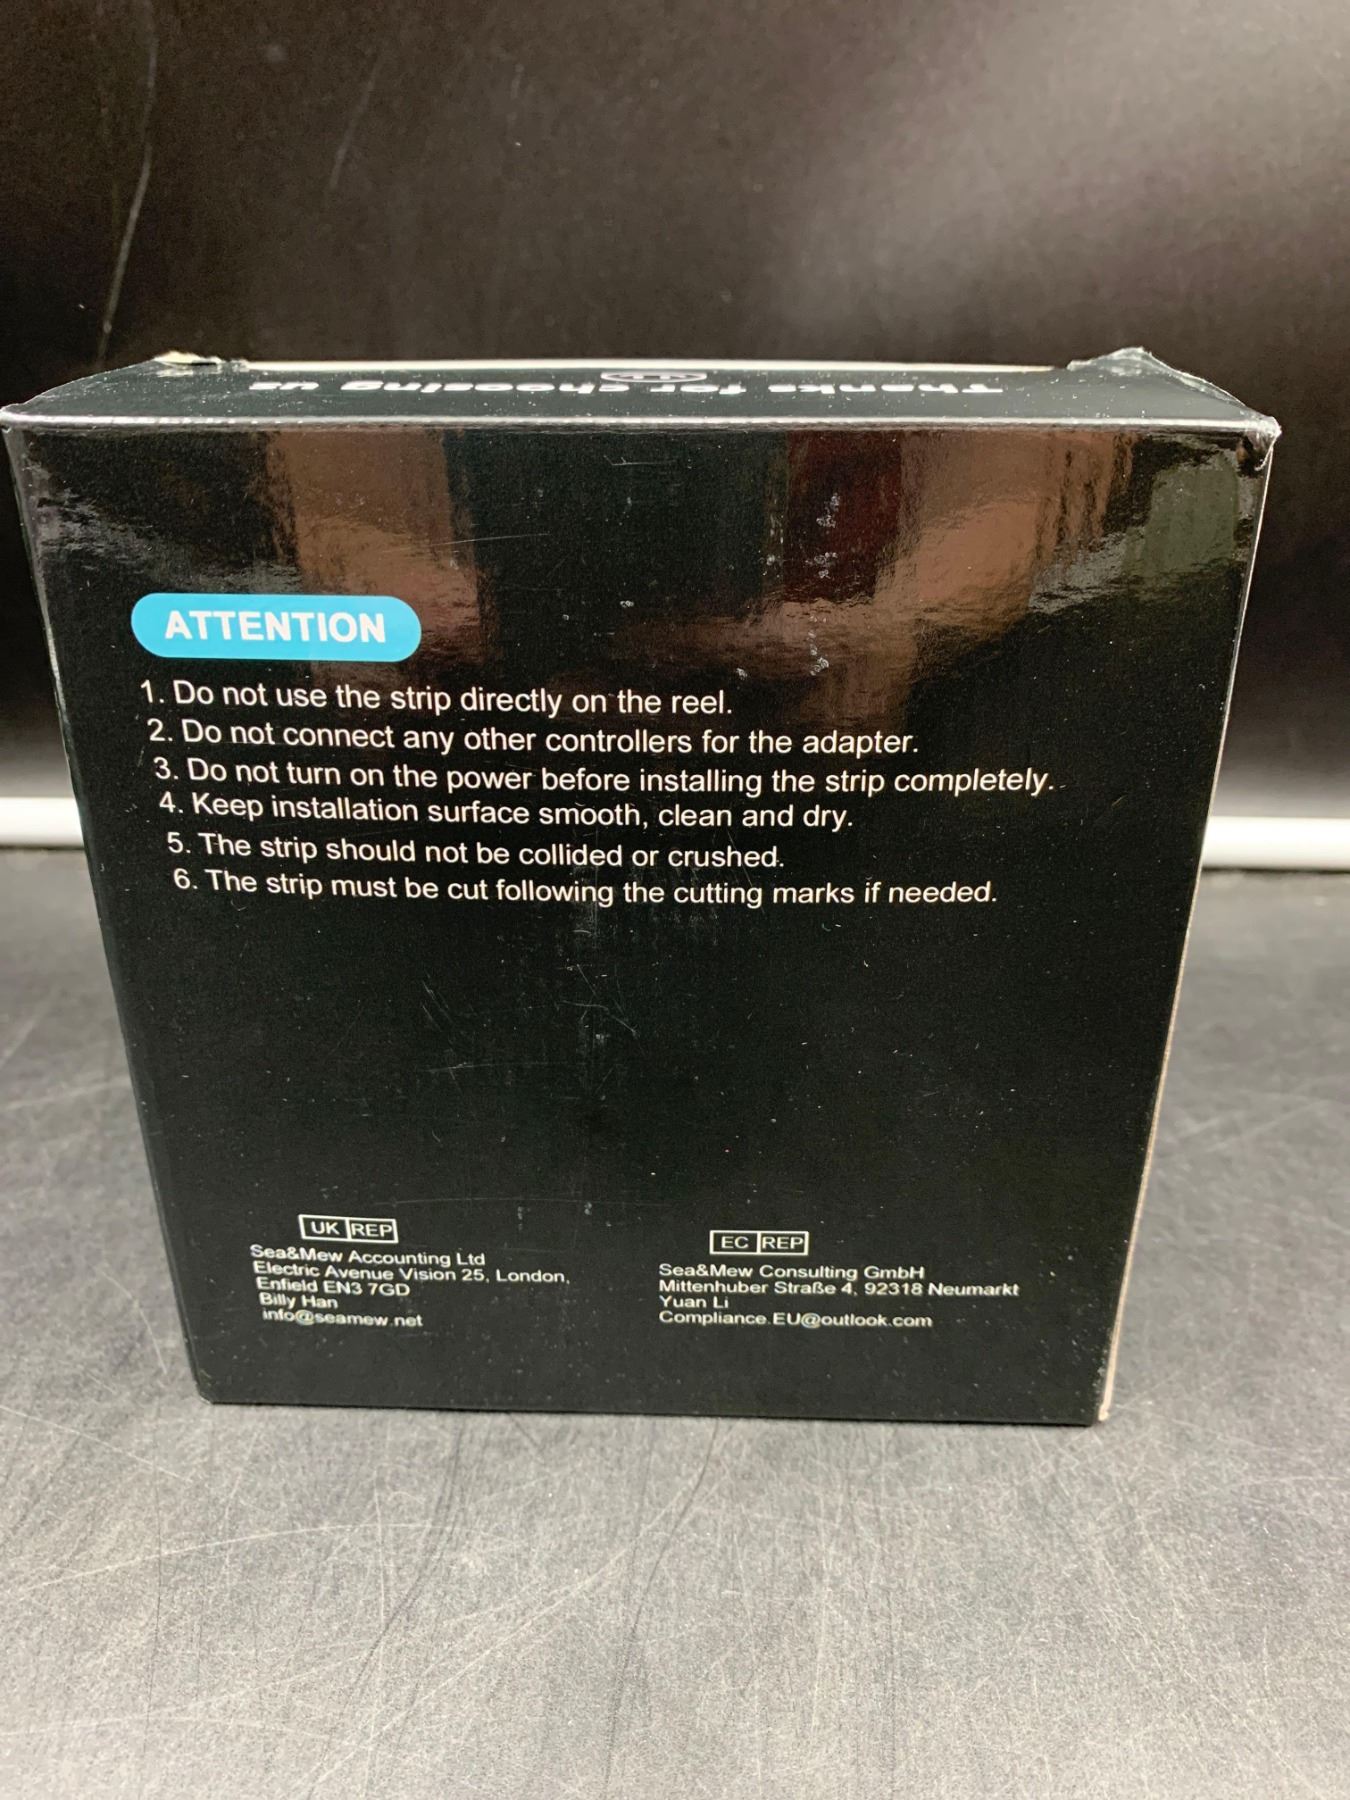 Thanks for choosing us
ATTENTION
1. Do not use the strip directly on the reel.
2. Do not connect any other controllers for the adapter.
3. Do not turn on the power before installing the strip completely.
4. Keep installation surface smooth, clean and dry.
5. The strip should not be collided or crushed.
6. The strip must be cut following the cutting marks if needed.
UK REP
Sea&Mew Accounting Ltd
Electric Avenue Vision 25, London,
Enfield EN3 7GD
Billy Han
info@seamew.net
EC REP
Sea&Mew Consulting GmbH
Mittenhuber Straße 4, 92318 Neumarkt
Yuan Li
Compliance.EU@outlook.com